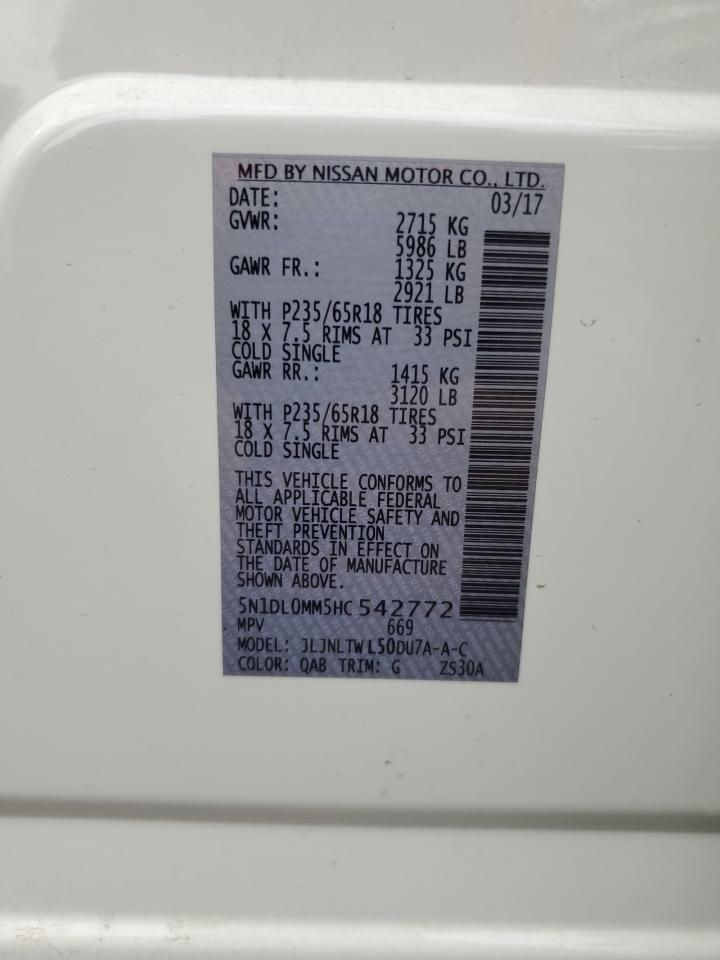 MFD BY NISSAN MOTOR CO., LTD.
DATE: 03/17
GVWR: 2715 KG
5986 LB
GAWR FR.: 1325 KG
2921 LB
WITH P235/65R18 TIRES
18 X 7.5 RIMS AT 33 PSI
COLD SINGLE
GAWR RR.: 1415 KG
3120 LB
WITH P235/65R18 TIRES
18 X 7.5 RIMS AT 33 PSI
COLD SINGLE
THIS VEHICLE CONFORMS TO
ALL APPLICABLE FEDERAL
MOTOR VEHICLE SAFETY AND
THEFT PREVENTION
STANDARDS IN EFFECT ON
THE DATE OF MANUFACTURE
SHOWN ABOVE.
5N1DL0MM5HC 542772
MPV 669
MODEL: JLJNLTW L50DU7A-A-C
COLOR: QAB TRIM: G ZS30A